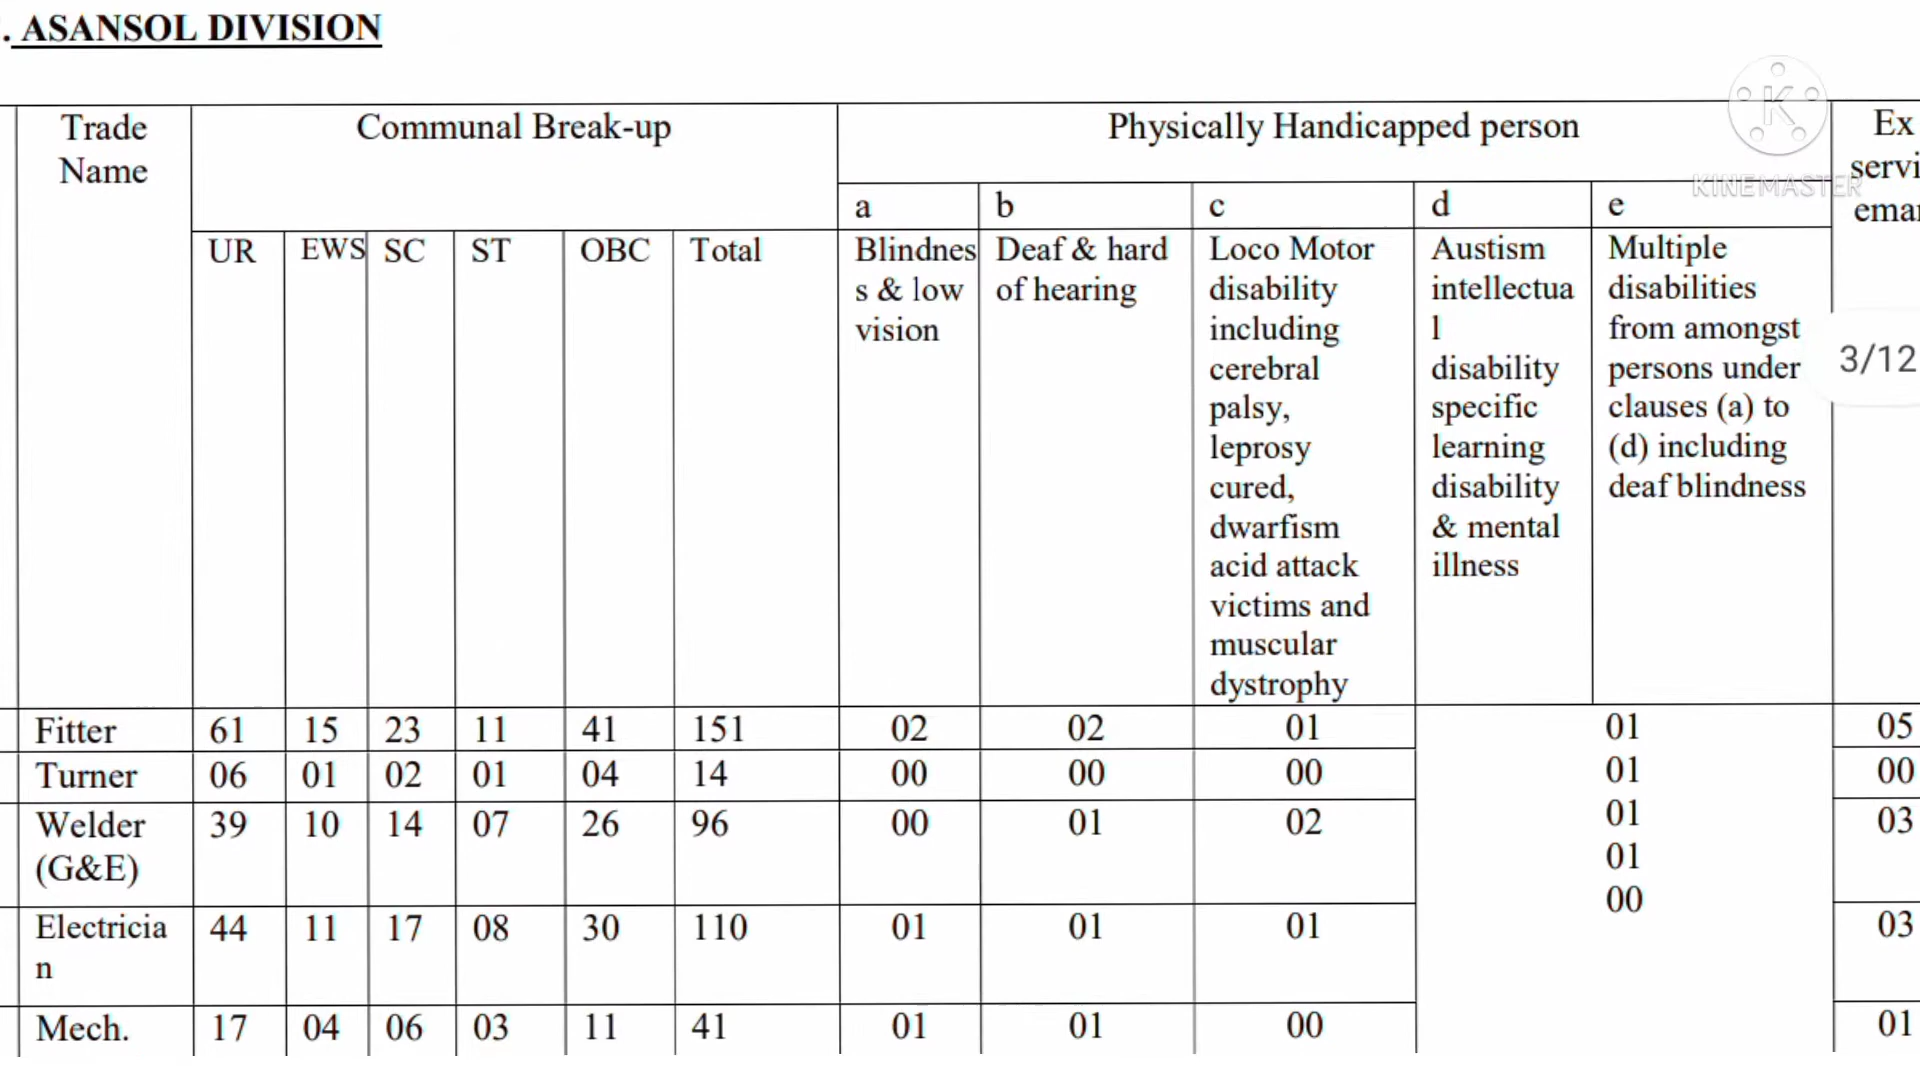 . ASANSOL DIVISION
Trade Name Communal Break-up Physically Handicapped person Ex
servi
emar
a b c d e
UR EWS SC ST OBC Total
Blindnes
s & low
vision
Deaf & hard
of hearing
Loco Motor
disability
including
cerebral
palsy,
leprosy
cured,
dwarfism
acid attack
victims and
muscular
dystrophy
Austism
intellectua
l
disability
specific
learning
disability
& mental
illness
Multiple
disabilities
from amongst
persons under
clauses (a) to
(d) including
deaf blindness
Fitter 61 15 23 11 41 151 02 02 01 01 05
Turner 06 01 02 01 04 14 00 00 00 01 00
Welder 39 10 14 07 26 96 00 01 02 01 03
(G&E) 01
00
Electricia 44 11 17 08 30 110 01 01 01 03
n
Mech. 17 04 06 03 11 41 01 01 00 01
3/12
KINEMASTER